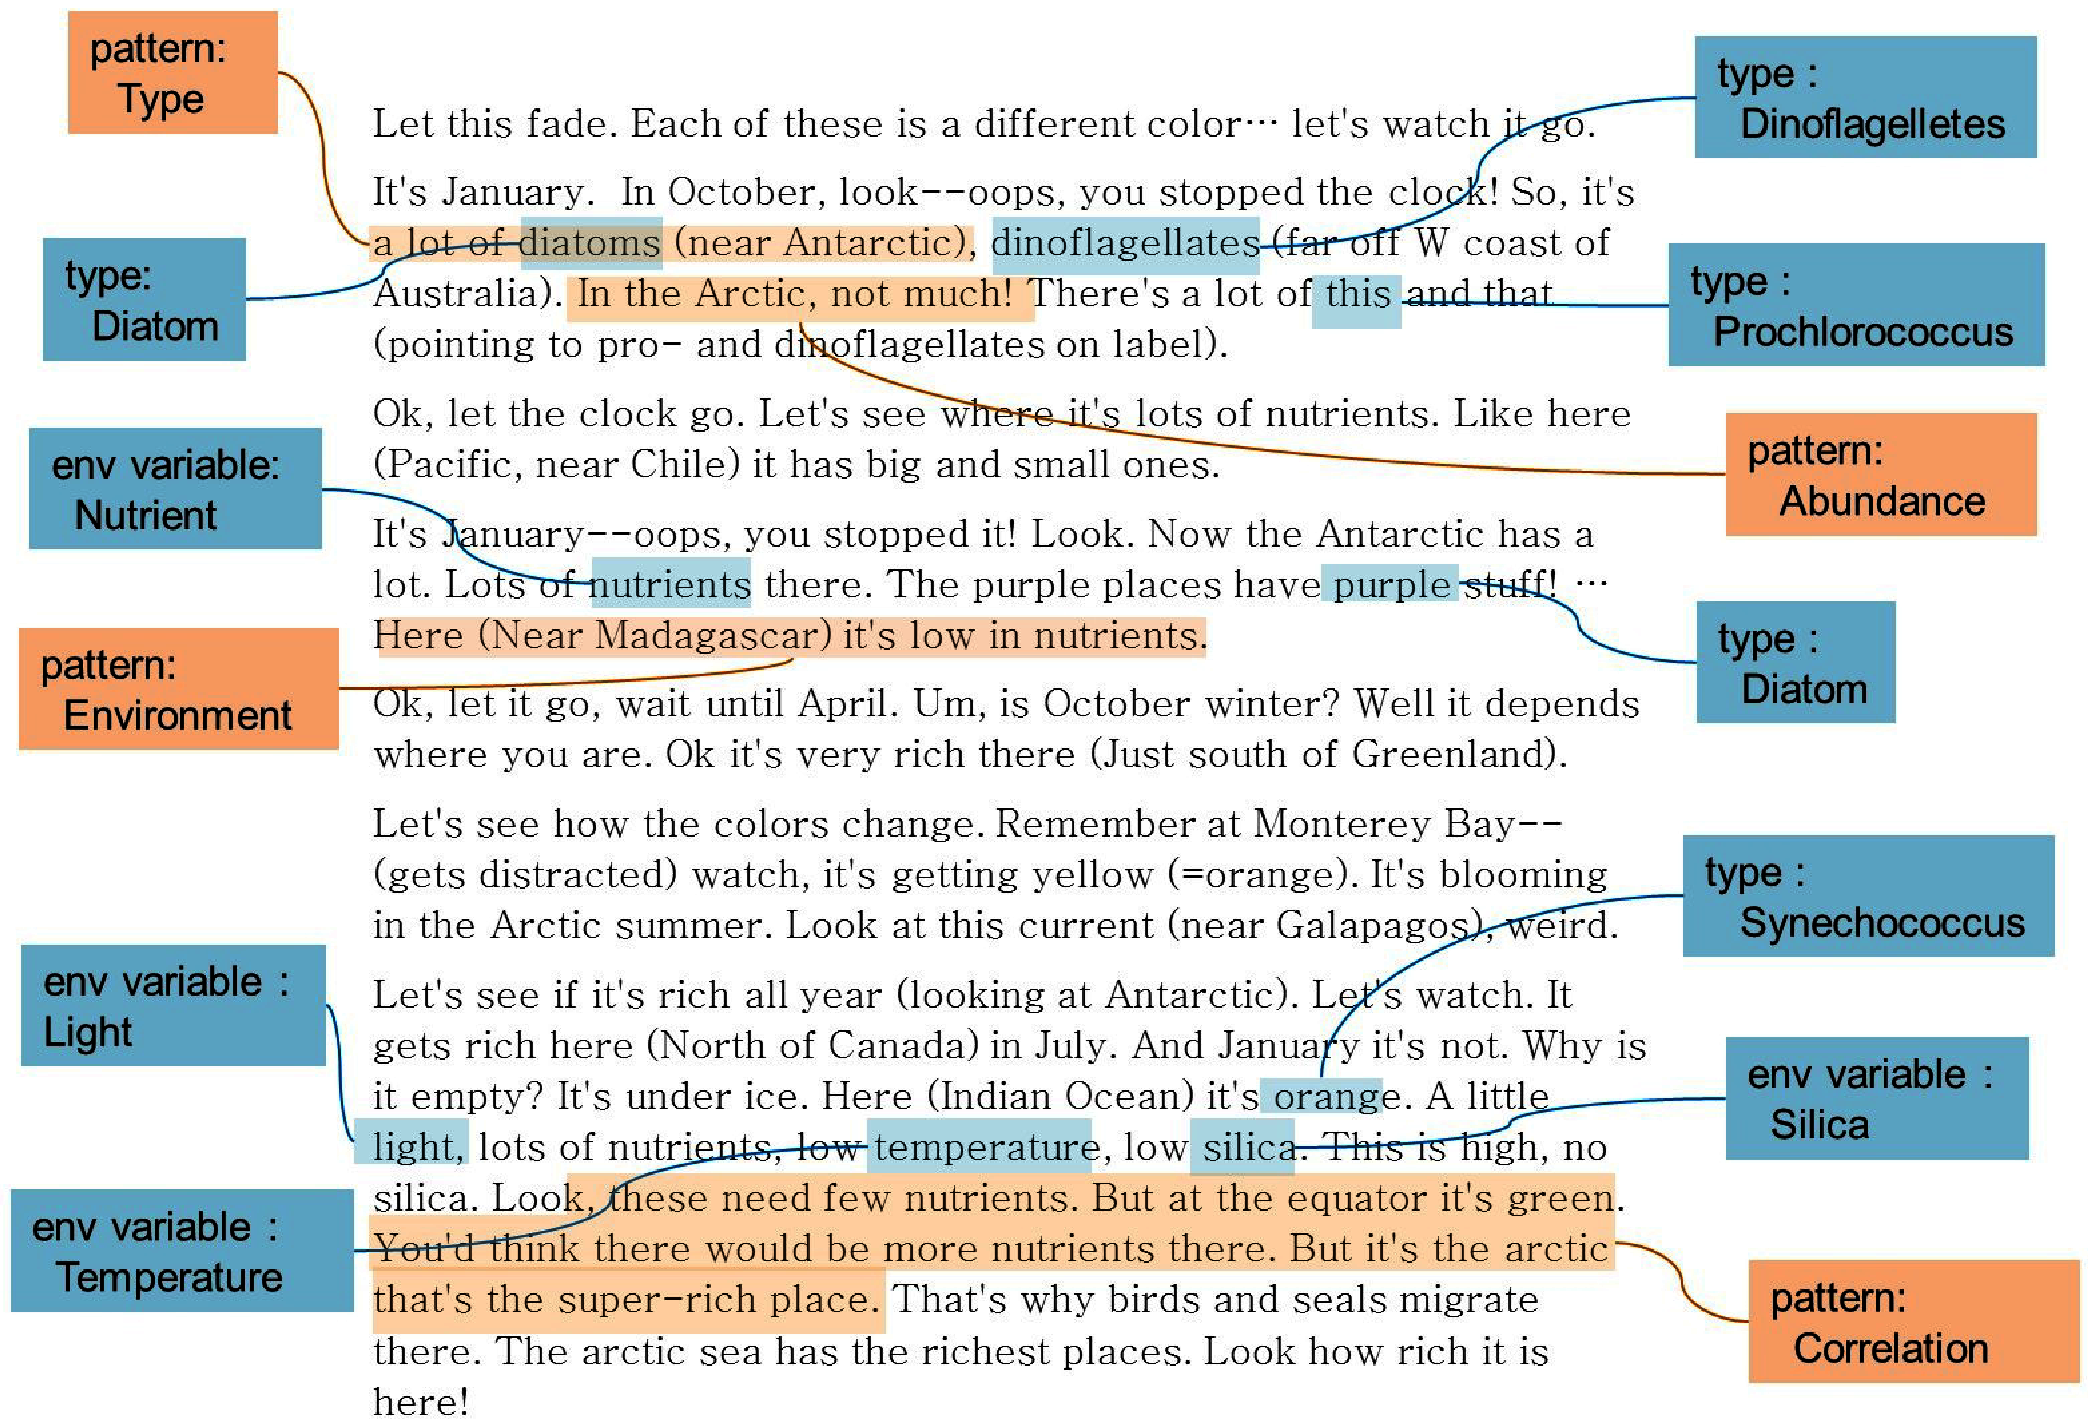 pattern:
Type
type :
Dinoflagelletes
Let this fade. Each of these is a different color… let's watch it go.
It's January.  In October, look--oops, you stopped the clock! So, it's
a lot of diatoms (near Antarctic), dinoflagellates (far off W coast of
Australia). In the Arctic, not much! There's a lot of this and that
(pointing to pro- and dinoflagellates on label).
type:
Diatom
type :
Prochlorococcus
Ok, let the clock go. Let's see where it's lots of nutrients. Like here
(Pacific, near Chile) it has big and small ones.
env variable:
Nutrient
pattern:
Abundance
It's January--oops, you stopped it! Look. Now the Antarctic has a
lot. Lots of nutrients there. The purple places have purple stuff! …
Here (Near Madagascar) it's low in nutrients.
pattern:
Environment
type :
Diatom
Ok, let it go, wait until April. Um, is October winter? Well it depends
where you are. Ok it's very rich there (Just south of Greenland).
Let's see how the colors change. Remember at Monterey Bay--
(gets distracted) watch, it's getting yellow (=orange). It's blooming
in the Arctic summer. Look at this current (near Galapagos), weird.
type :
Synechococcus
env variable :
Light
Let's see if it's rich all year (looking at Antarctic). Let's watch. It
gets rich here (North of Canada) in July. And January it's not. Why is
it empty? It's under ice. Here (Indian Ocean) it's orange. A little
light, lots of nutrients, low temperature, low silica. This is high, no
silica. Look, these need few nutrients. But at the equator it's green.
You'd think there would be more nutrients there. But it's the arctic
that's the super-rich place. That's why birds and seals migrate
there. The arctic sea has the richest places. Look how rich it is
here!
env variable :
Silica
env variable :
Temperature
pattern:
Correlation